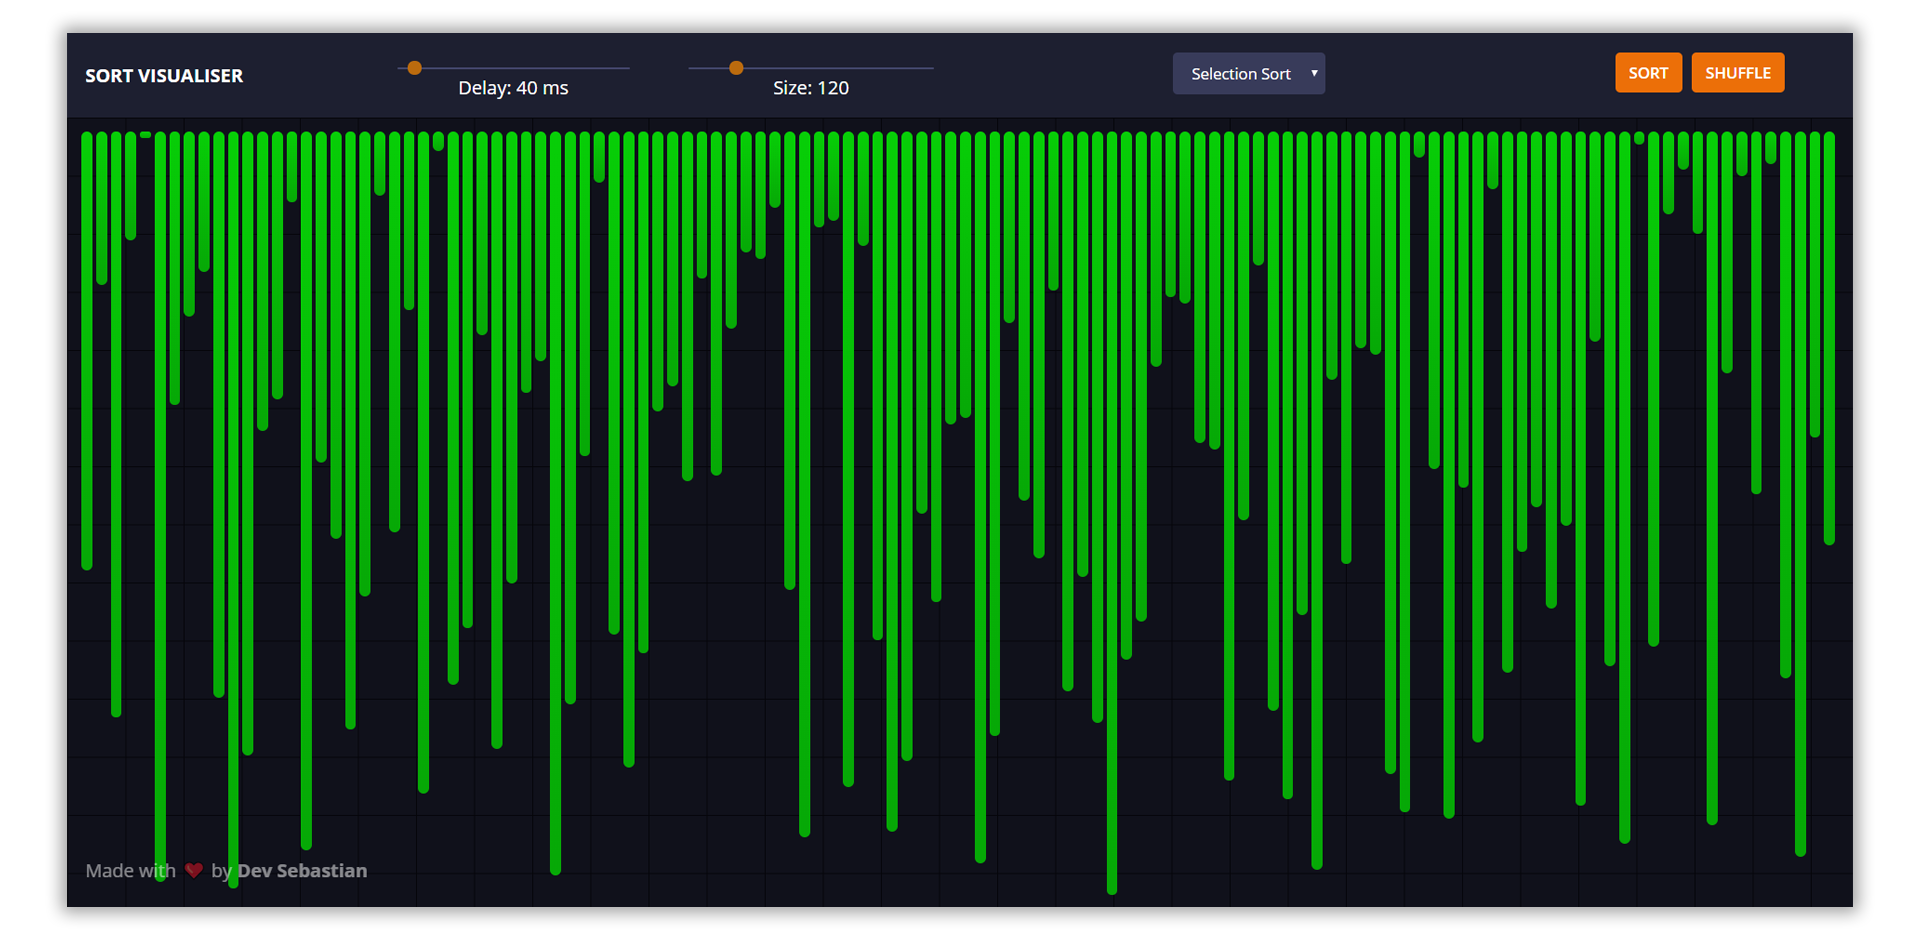 SORT VISUALISER
Delay: 40 ms
Size: 120
Selection Sort
SORT
SHUFFLE
Made with ❤ by Dev Sebastian